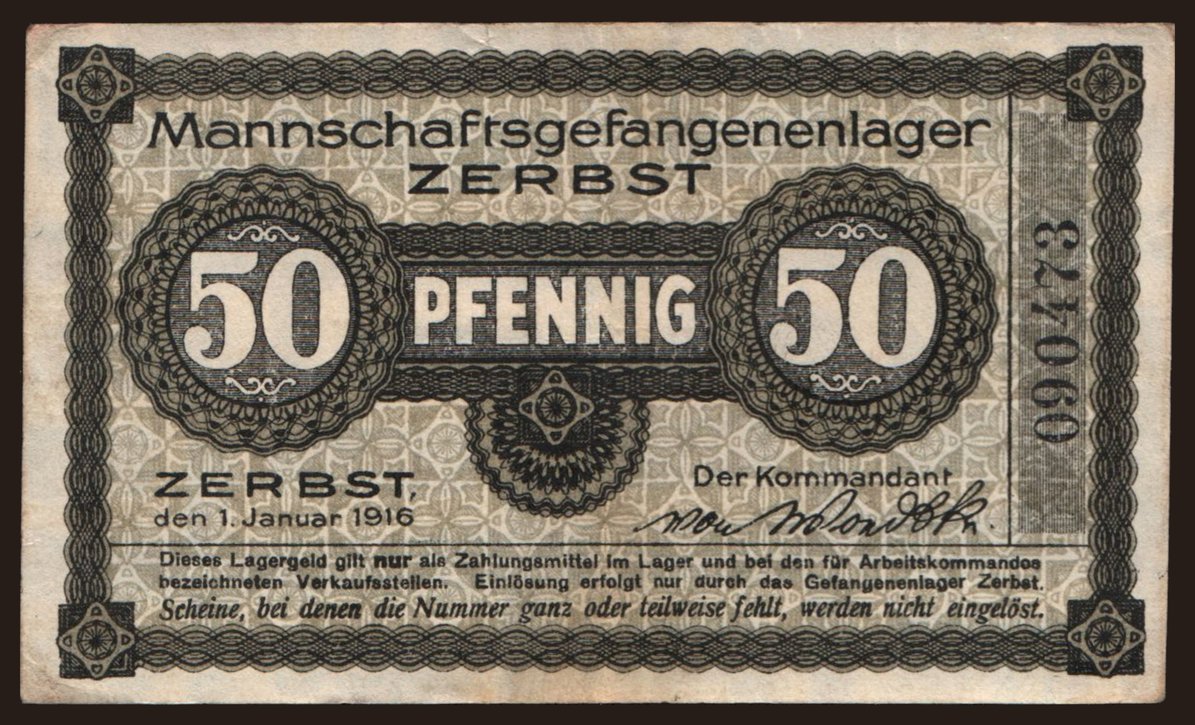 Mannschaftsgefangenenlager
ZERBST
50 PFENNIG 50
090473
ZERBST,
den 1. Januar 1916
Der Kommandant
von
Dieses Lagergeld gilt nur als Zahlungsmittel im Lager und bei den für Arbeitskommandos
bezeichneten Verkaufsstellen. Einlösung erfolgt nur durch das Gefangenenlager Zerbst.
Scheine, bei denen die Nummer ganz oder teilweise fehlt, werden nicht eingelöst.